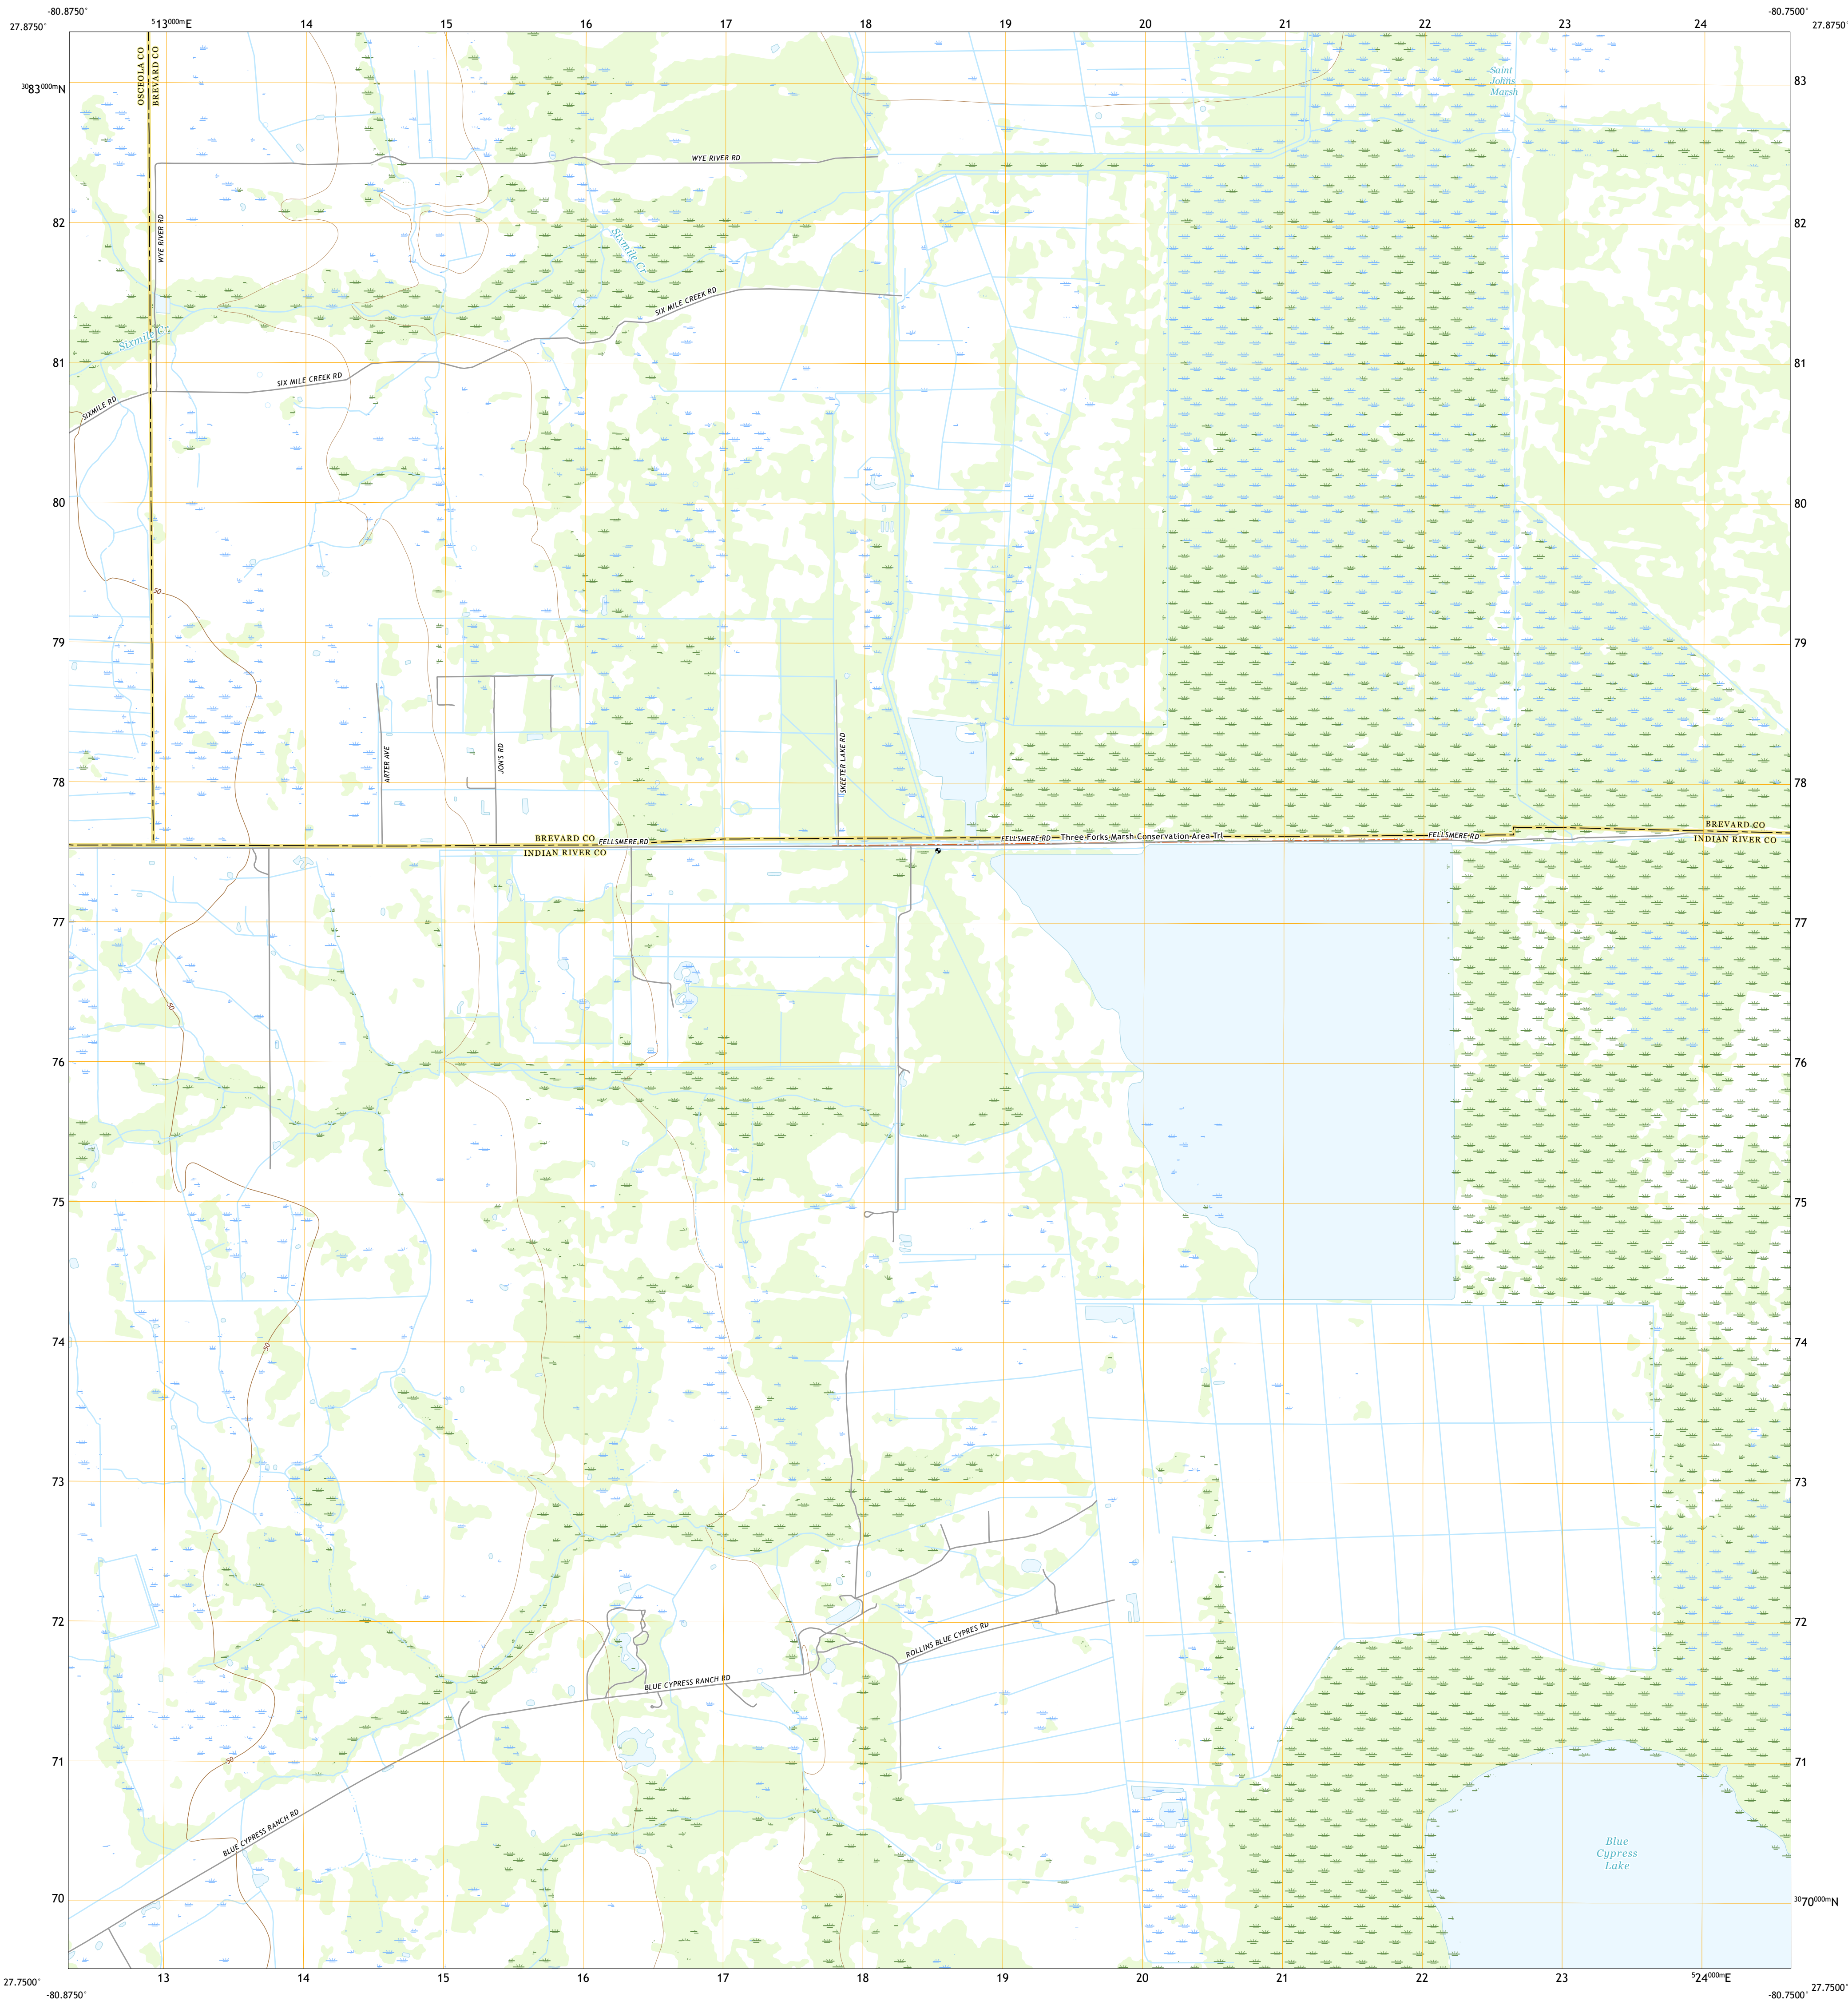 -80.8750°
-80.7500°
27.8750°
⁵13⁰⁰⁰ᵐE
14
15
16
17
18
19
20
21
22
23
24
27.8750°
OSCEOLA CO
BREVARD CO
Saint
Johns
Marsh
³⁰83⁰⁰⁰ᵐN
83
WYE RIVER RD
WYE RIVER RD
82
82
Sixmile Cr
SIX MILE CREEK RD
Sixmile Cr
81
81
SIX MILE CREEK RD
SIXMILE RD
80
80
50
79
79
ARTER AVE
JON'S RD
SKEETER LAKE RD
78
78
BREVARD CO
FELLSMERE RD
INDIAN RIVER CO
FELLSMERE RD
Three Forks Marsh Conservation Area Trl
FELLSMERE RD
BREVARD CO
INDIAN RIVER CO
77
77
50
76
76
75
75
74
74
50
73
73
72
72
ROLLINS BLUE CYPRES RD
BLUE CYPRESS RANCH RD
71
71
50
BLUE CYPRESS RANCH RD
Blue
Cypress
Lake
70
³⁰70⁰⁰⁰ᵐN
27.7500°
13
14
15
16
17
18
19
20
21
22
23
⁵24⁰⁰⁰ᵐE
27.7500°
-80.8750°
-80.7500°